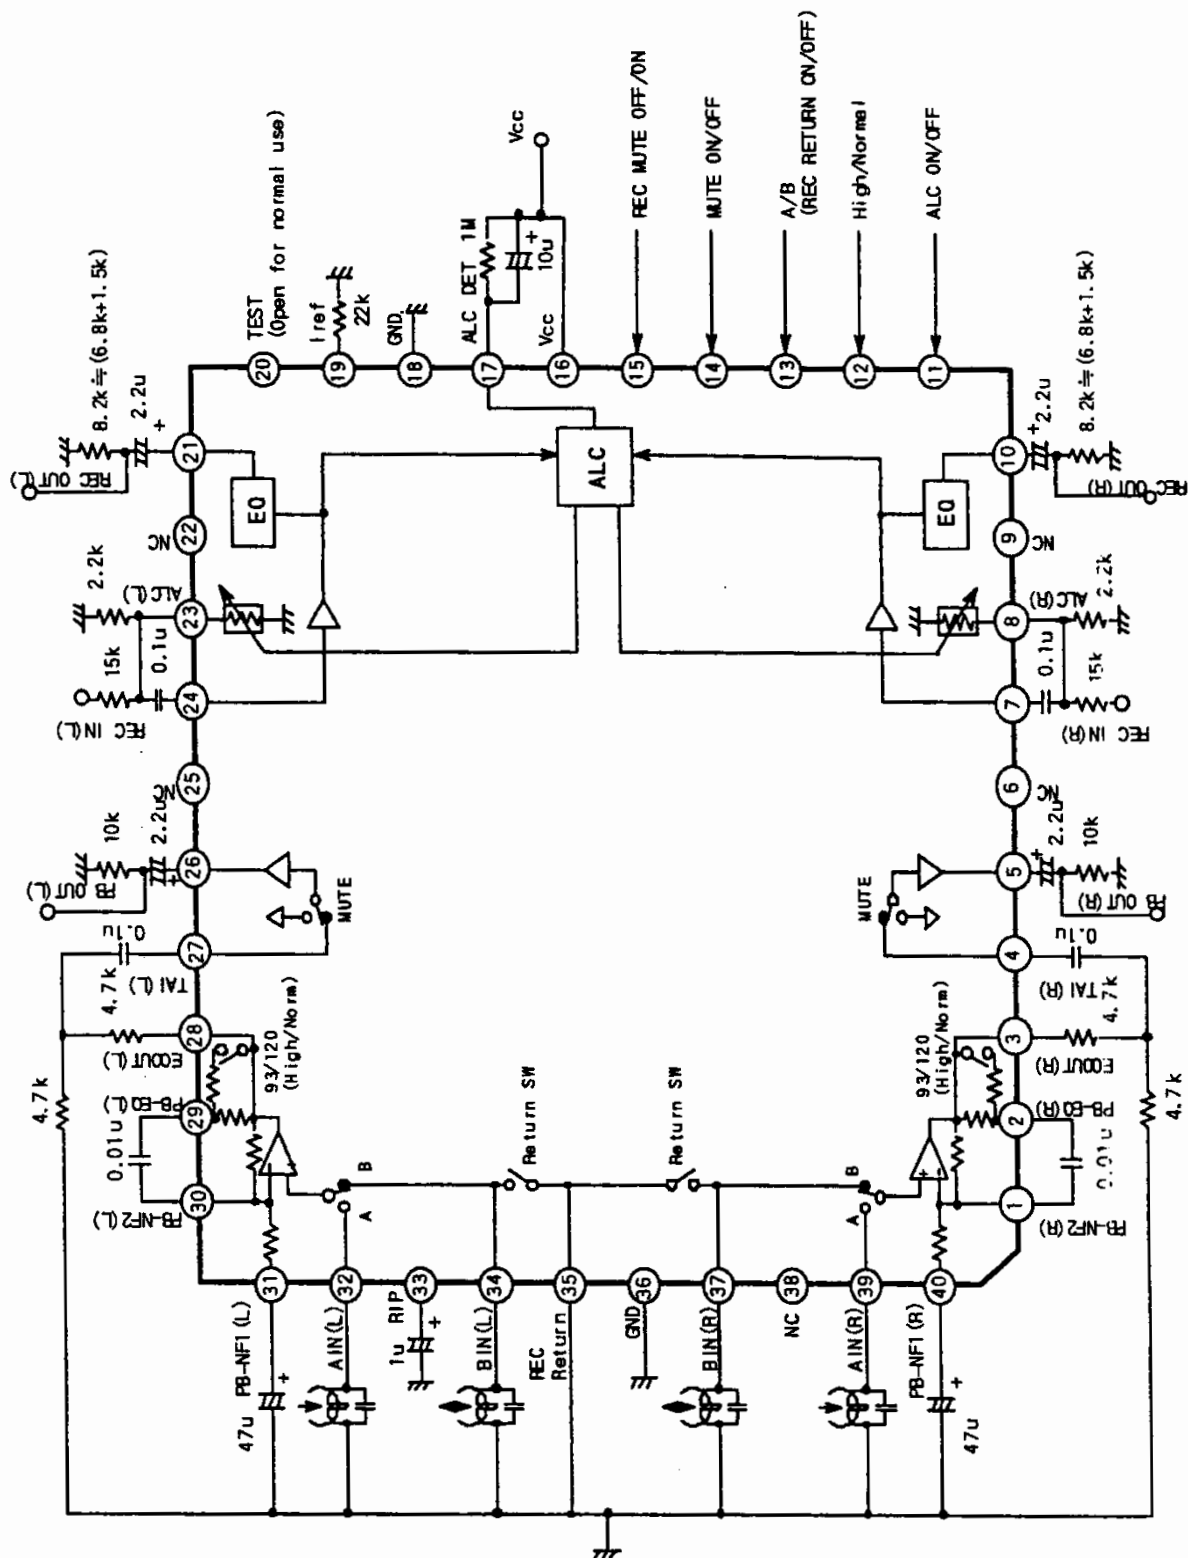 REC OUT(L)
8.2k≒(6.8k+1.5k)
2.2u
+
21
22
NC
2.2k
ALC(L)
23
15k
0.1u
REC IN(L)
24
25
NC
10k
2.2u
+
PB OUT(L)
26
0.1u
27
TAI(L)
4.7k
28
EQOUT(L)
4.7k
29
PB-EQ(L)
0.01u
30
PB-NF2(L)
TEST
(Open for normal use)
20
Iref
22k
19
GND
18
ALC DET
1M
10u
+
17
Vcc
Vcc
16
REC MUTE OFF/ON
15
MUTE ON/OFF
14
A/B
(REC RETURN ON/OFF)
13
High/Normal
12
ALC ON/OFF
11
EQ
ALC
EQ
MUTE
MUTE
93/120
(High/Norm)
93/120
(High/Norm)
A
B
Return SW
Return SW
A
B
+
+
PB-NF1(L)
31
47u
+
AIN(L)
32
RIP
33
1u
+
BIN(L)
34
REC
Return
35
GND
36
BIN(R)
37
NC
38
AIN(R)
39
PB-NF1(R)
40
47u
+
10
+
2.2u
8.2k≒(6.8k+1.5k)
REC OUT(R)
9
NC
8
ALC(R)
2.2k
7
0.1u
15k
REC IN(R)
6
NC
5
+
2.2u
10k
PB OUT(R)
4
TAI(R)
0.1u
3
EQOUT(R)
4.7k
4.7k
2
PB-EQ(R)
0.01u
1
PB-NF2(R)